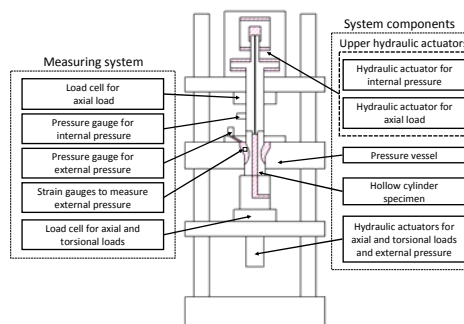 Measuring system
Load cell for
axial load
Pressure gauge for
internal pressure
Pressure gauge for
external pressure
Strain gauges to measure
external pressure
Load cell for axial and
torsional loads
System components
Upper hydraulic actuators
Hydraulic actuator for
internal pressure
Hydraulic actuator for
axial load
Pressure vessel
Hollow cylinder
specimen
Hydraulic actuators for
axial and torsional loads
and external pressure